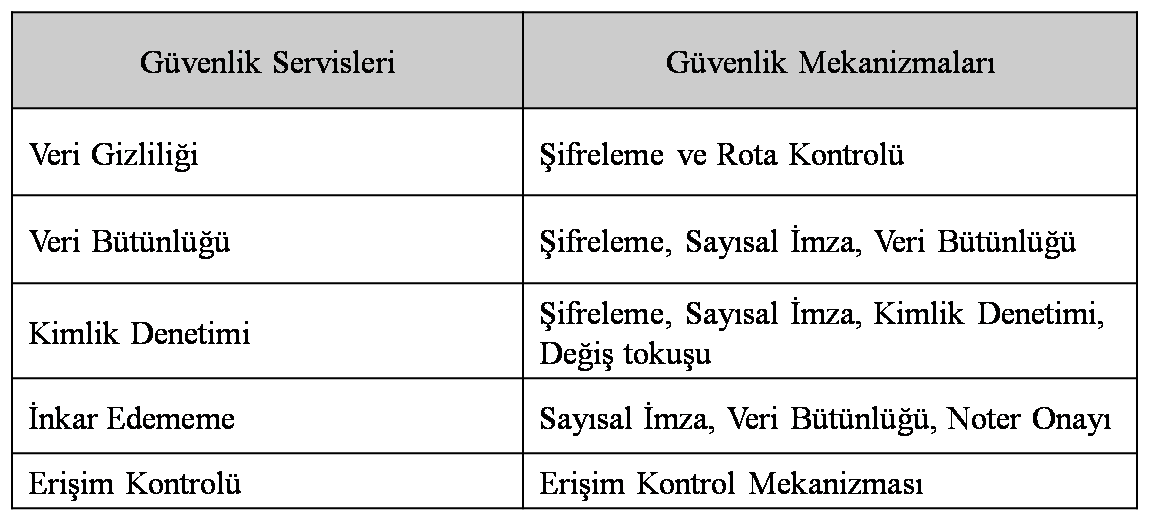 Güvenlik Servisleri
Güvenlik Mekanizmaları
Veri Gizliliği
Şifreleme ve Rota Kontrolü
Veri Bütünlüğü
Şifreleme, Sayısal İmza, Veri Bütünlüğü
Kimlik Denetimi
Şifreleme, Sayısal İmza, Kimlik Denetimi,
Değiş tokuşu
İnkar Edememe
Sayısal İmza, Veri Bütünlüğü, Noter Onayı
Erişim Kontrolü
Erişim Kontrol Mekanizması